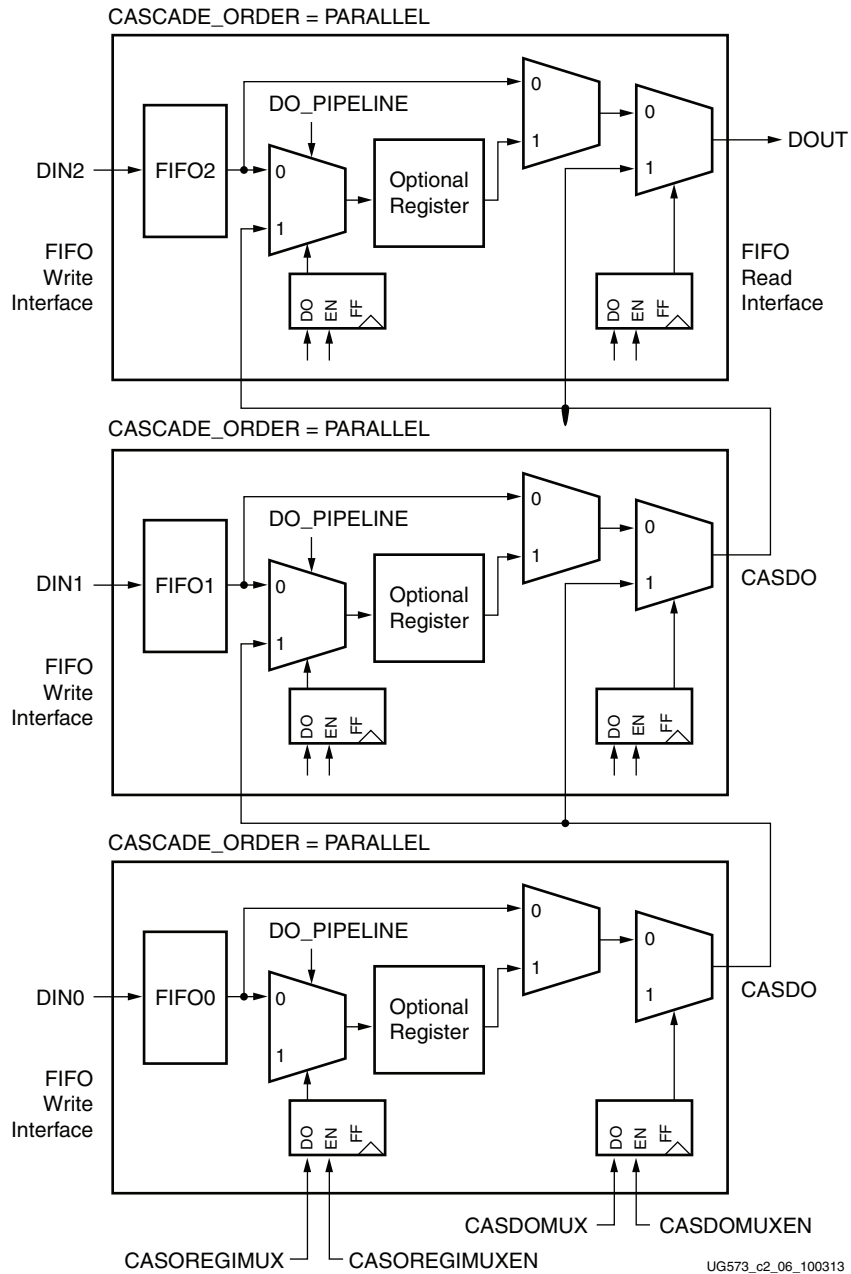 CASCADE_ORDER = PARALLEL
0
DO_PIPELINE
0
1
DOUT
DIN2
FIFO2
0
Optional
Register
1
1
FIFO
Write
Interface
DO
EN
FF
DO
EN
FF
FIFO
Read
Interface
CASCADE_ORDER = PARALLEL
0
DO_PIPELINE
0
1
DIN1
FIFO1
0
Optional
Register
1
CASDO
1
FIFO
Write
Interface
DO
EN
FF
DO
EN
FF
CASCADE_ORDER = PARALLEL
0
DO_PIPELINE
0
1
DIN0
FIFO0
0
Optional
Register
1
CASDO
1
FIFO
Write
Interface
DO
EN
FF
DO
EN
FF
CASDOMUX
CASDOMUXEN
CASOREGIMUX
CASOREGIMUXEN
UG573_c2_06_100313